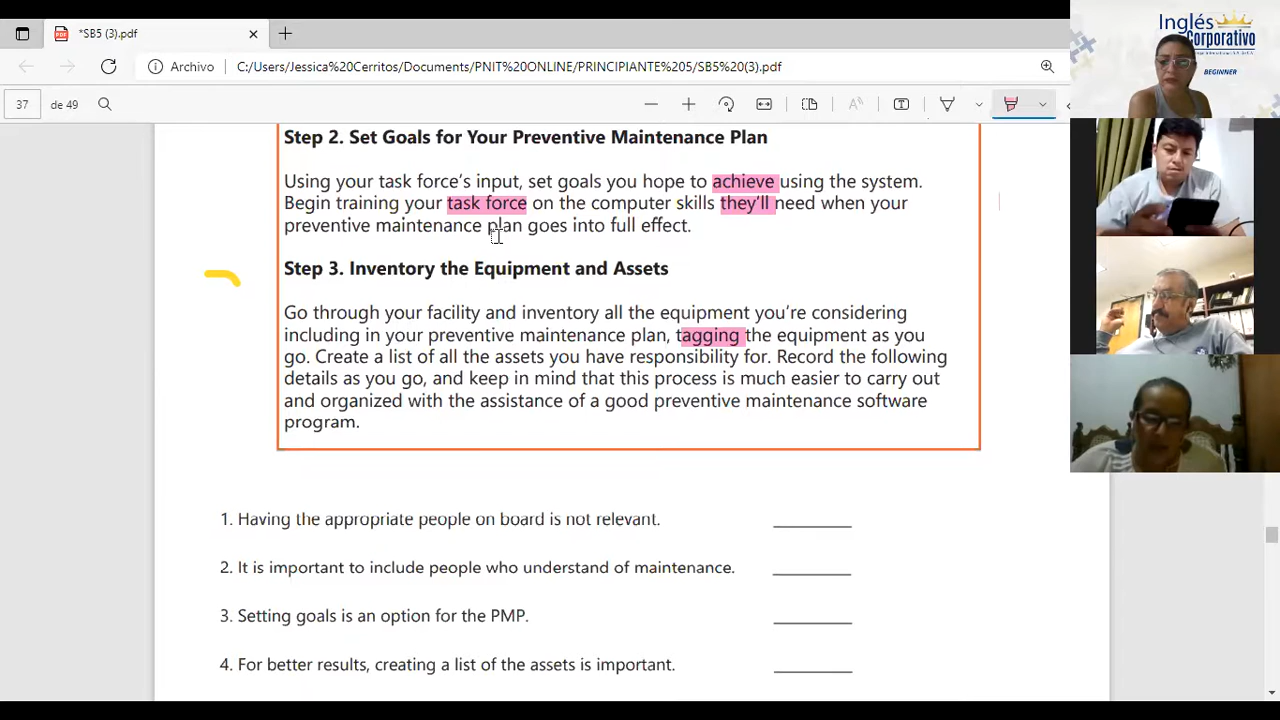 *SB5 (3).pdf
Archivo C:/Users/Jessica%20Cerritos/Documents/PNL%20ONLINE/PRINCIPIANTE%205/SB5%20(3).pdf
37 de 49
Inglés
Corporativo
BEGINNER
Step 2. Set Goals for Your Preventive Maintenance Plan
Using your task force's input, set goals you hope to achieve using the system.
Begin training your task force on the computer skills they'll need when your
preventive maintenance plan goes into full effect.
Step 3. Inventory the Equipment and Assets
Go through your facility and inventory all the equipment you're considering
including in your preventive maintenance plan, tagging the equipment as you
go. Create a list of all the assets you have responsibility for. Record the following
details as you go, and keep in mind that this process is much easier to carry out
and organized with the assistance of a good preventive maintenance software
program.
1. Having the appropriate people on board is not relevant. ________
2. It is important to include people who understand of maintenance. ________
3. Setting goals is an option for the PMP. ________
4. For better results, creating a list of the assets is important. ________